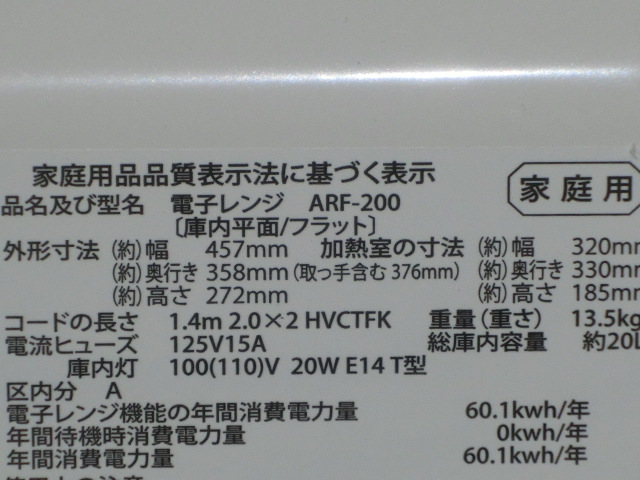 家庭用品品質表示法に基づく表示
家庭用
品名及び型名 電子レンジ ARF-200
〔庫内平面/フラット〕
外形寸法 (約)幅 457mm 加熱室の寸法 (約)幅 320mm
(約)奥行き 358mm(取っ手含む 376mm) (約)奥行き 330mm
(約)高さ 272mm (約)高さ 185mm
コードの長さ 1.4m 2.0×2 HVCTFK 重量(重さ) 13.5kg
電流ヒューズ 125V15A 総庫内容量 約20L
庫内灯 100(110)V 20W E14 T型
区内分 A
電子レンジ機能の年間消費電力量 60.1kwh/年
年間待機時消費電力量 0kwh/年
年間消費電力量 60.1kwh/年